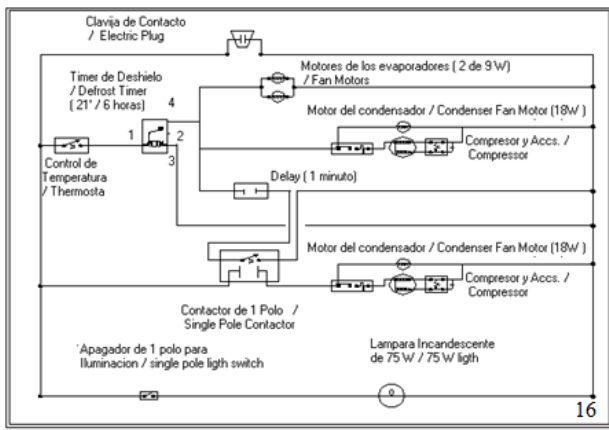 Clavija de Contacto
/ Electric Plug
Motores de los evaporadores ( 2 de 9 W)
/ Fan Motors
Timer de Deshielo
/ Defrost Timer
( 21' / 6 horas)
4
Motor del condensador / Condenser Fan Motor (18W )
1
2
3
Compresor y Accs. /
Compressor
Control de
Temperatura
/ Thermosta
Delay ( 1 minuto)
Motor del condensador / Condenser Fan Motor (18W )
Compresor y Accs. /
Compressor
Contactor de 1 Polo /
Single Pole Contactor
'Apagador de 1 polo para
Iluminacion / single pole ligth switch
Lampara Incandescente
de 75 W / 75 W ligth
16